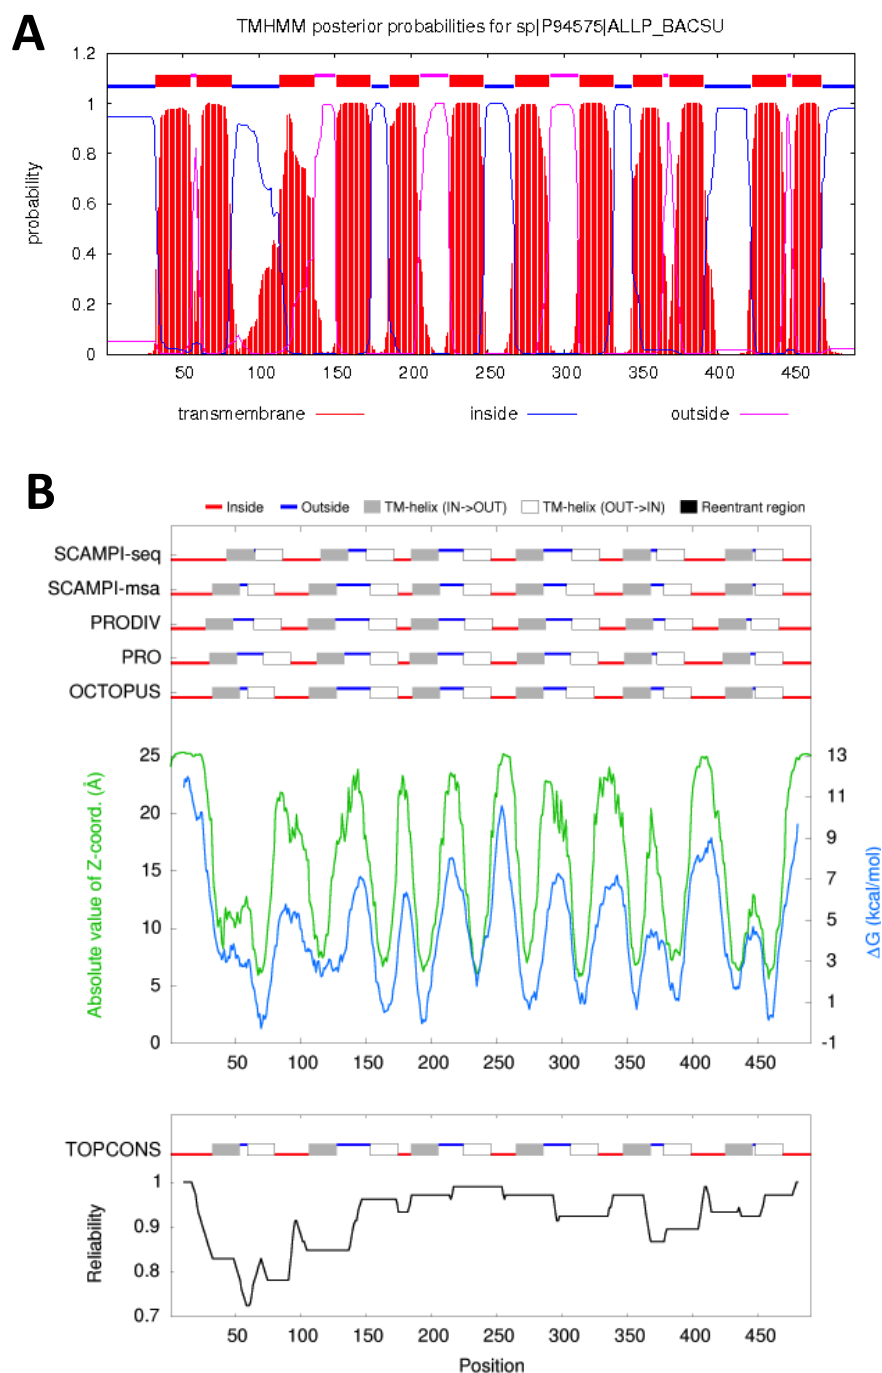 A
TMHMM posterior probabilities for sp|P94575|ALLP_BACSU
1.2
1
0.8
0.6
0.4
0.2
0
probability
50 100 150 200 250 300 350 400 450
transmembrane inside outside
B
Inside Outside TM-helix (IN->OUT) TM-helix (OUT->IN) Reentrant region
SCAMPI-seq
SCAMPI-msa
PRODIV
PRO
OCTOPUS
25 13
11
20
9
15
7
10 5
3
5
1
0 -1
Absolute value of Z-coord. (Å)
ΔG (kcal/mol)
50 100 150 200 250 300 350 400 450
TOPCONS
1
0.9
0.8
0.7
Reliability
50 100 150 200 250 300 350 400 450
Position